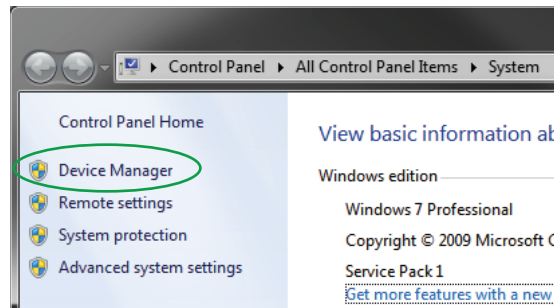 Control Panel ▸ All Control Panel Items ▸ System
Control Panel Home
Device Manager
Remote settings
System protection
Advanced system settings
View basic information
Windows edition
Windows 7 Professional
Copyright © 2009 Microsoft
Service Pack 1
Get more features with a new